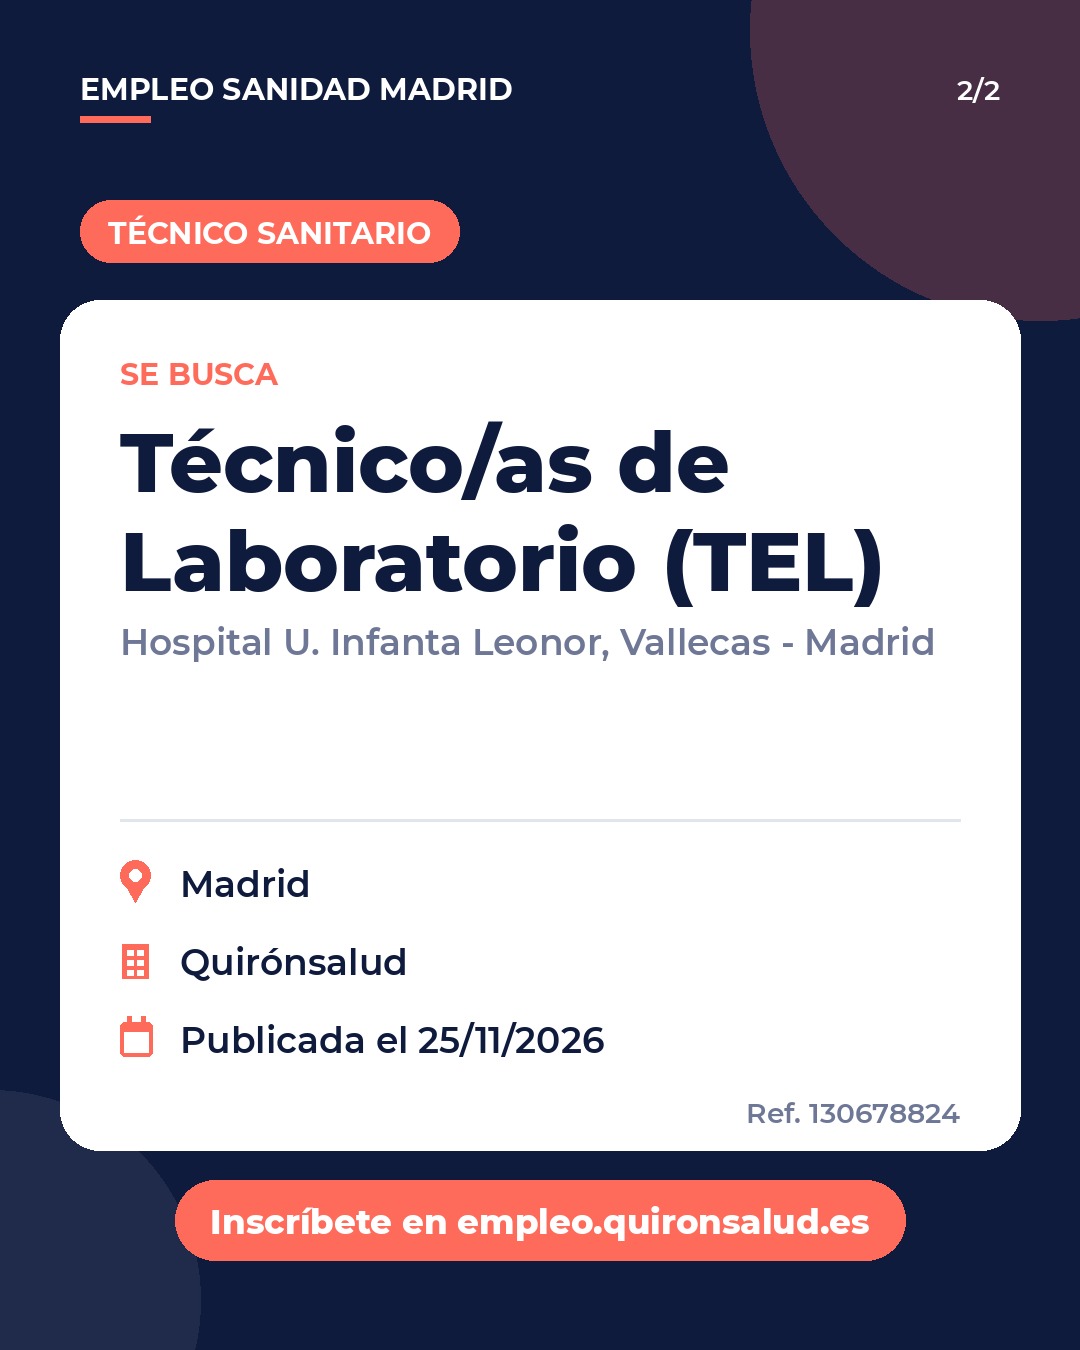 EMPLEO SANIDAD MADRID
2/2
TÉCNICO SANITARIO
SE BUSCA
Técnico/as de
Laboratorio (TEL)
Hospital U. Infanta Leonor, Vallecas - Madrid
Madrid
Quirónsalud
Publicada el 25/11/2026
Ref. 130678824
Inscríbete en empleo.quironsalud.es